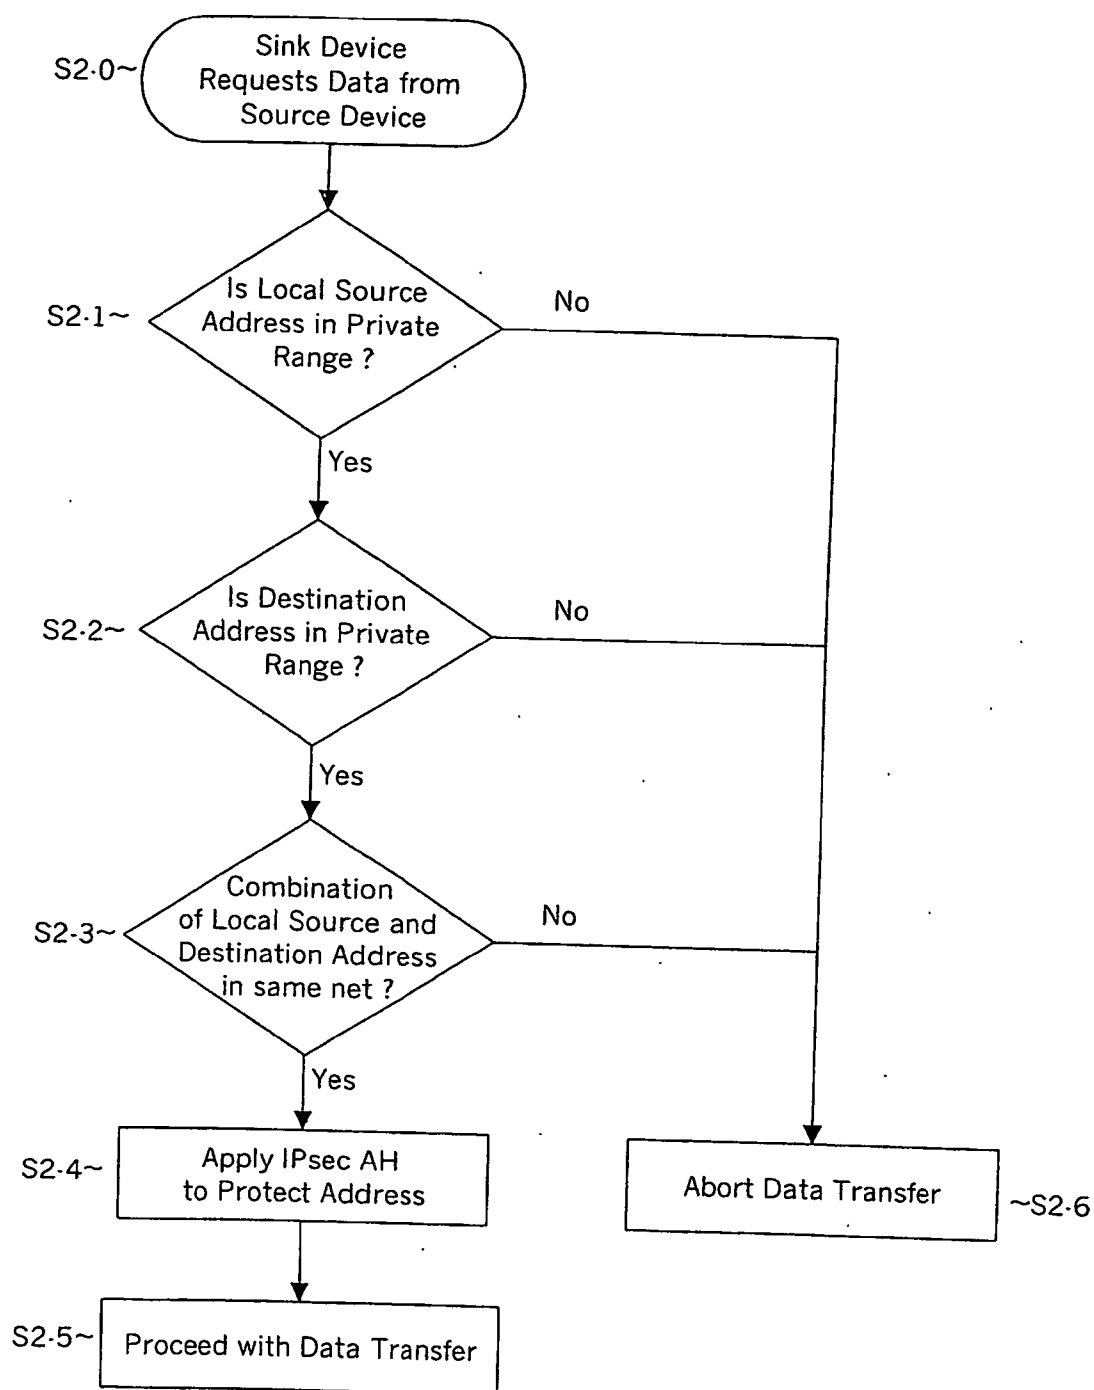 Sink Device
S2·0~
Requests Data from
Source Device
Is Local Source
No
S2·1~
Address in Private
Range ?
Yes
Is Destination
No
S2·2~
Address in Private
Range ?
Yes
Combination
No
of Local Source and
S2·3~
Destination Address
in same net ?
Yes
Apply IPsec AH
S2·4~
to Protect Address
Abort Data Transfer
~S2·6
S2·5~
Proceed with Data Transfer